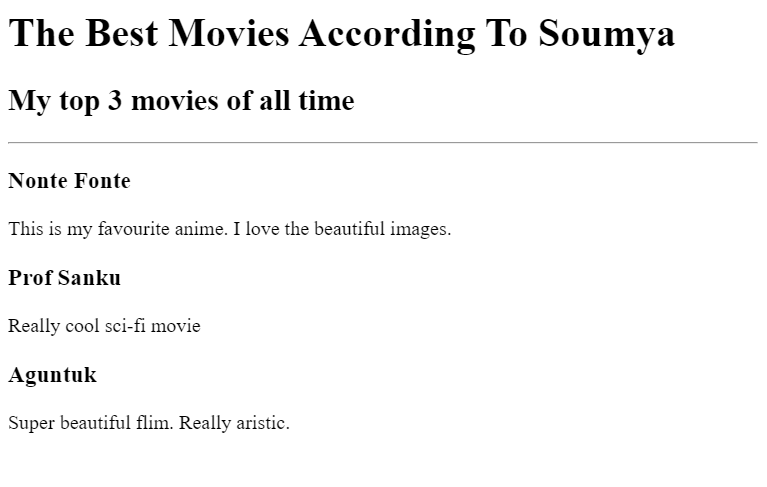 The Best Movies According To Soumya
My top 3 movies of all time
Nonte Fonte
This is my favourite anime. I love the beautiful images.
Prof Sanku
Really cool sci-fi movie
Aguntuk
Super beautiful flim. Really aristic.